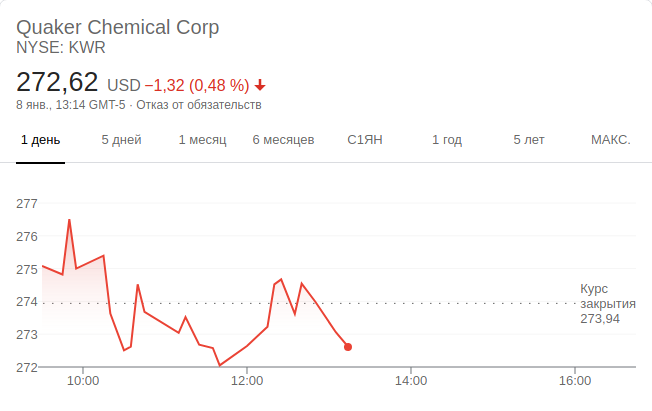 Quaker Chemical Corp
NYSE: KWR
272,62 USD −1,32 (0,48 %)
8 янв., 13:14 GMT-5 · Отказ от обязательств
1 день 5 дней 1 месяц 6 месяцев С1ЯН 1 год 5 лет МАКС.
277
276
275
274
273
272
Курс
закрытия
273,94
10:00 12:00 14:00 16:00